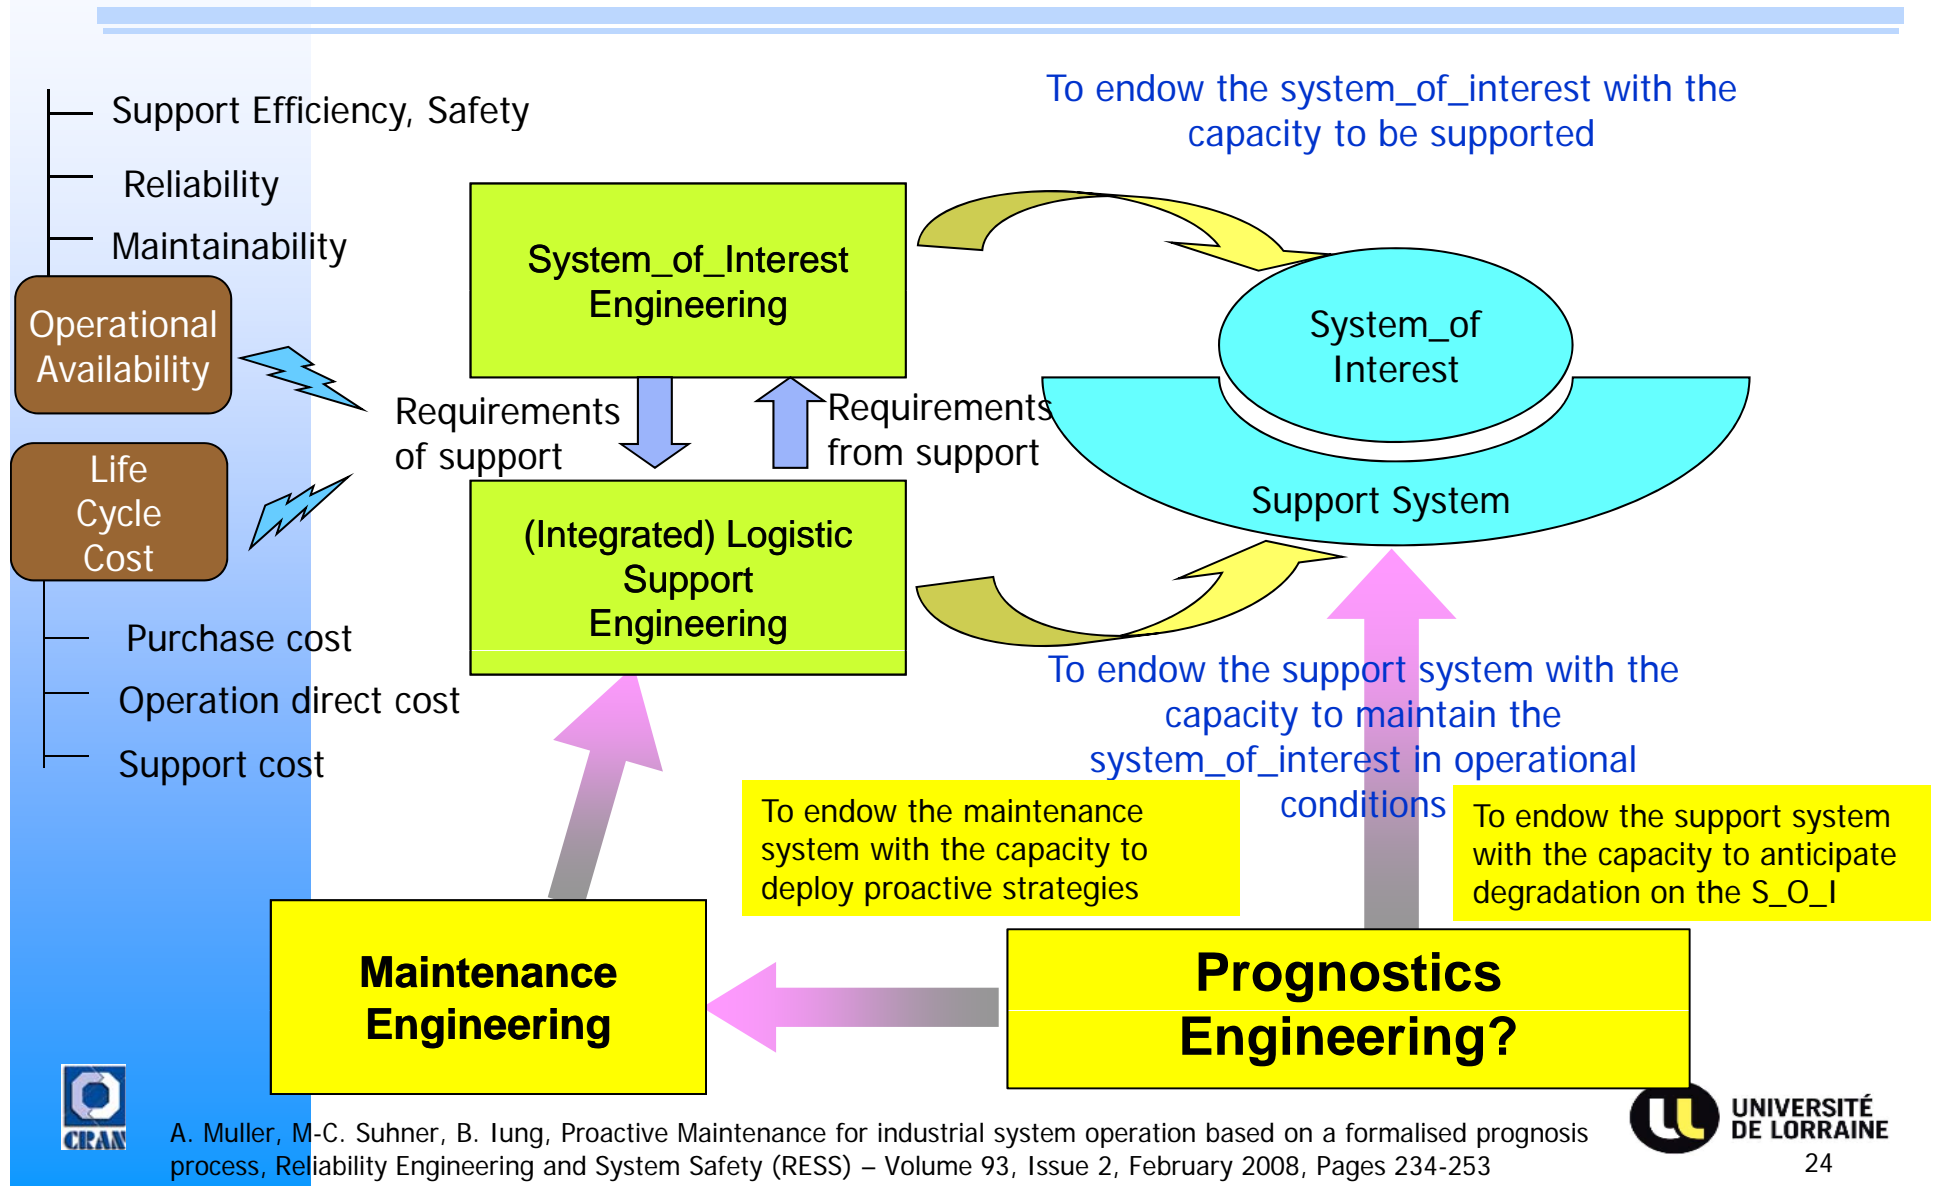 To endow the system_of_interest with the
capacity to be supported
Support Efficiency, Safety
Reliability
Maintainability
Operational
Availability
Life
Cycle
Cost
Purchase cost
Operation direct cost
Support cost
System_of_Interest
Engineering
Requirements
of support
Requirements
from support
(Integrated) Logistic
Support
Engineering
System_of
Interest
Support System
To endow the support system with the
capacity to maintain the
system_of_interest in operational
conditions
To endow the maintenance
system with the capacity to
deploy proactive strategies
To endow the support system
with the capacity to anticipate
degradation on the S_O_I
Maintenance
Engineering
Prognostics
Engineering?
CRAN
A. Muller, M-C. Suhner, B. Iung, Proactive Maintenance for industrial system operation based on a formalised prognosis
process, Reliability Engineering and System Safety (RESS) – Volume 93, Issue 2, February 2008, Pages 234-253
UNIVERSITÉ
DE LORRAINE
24